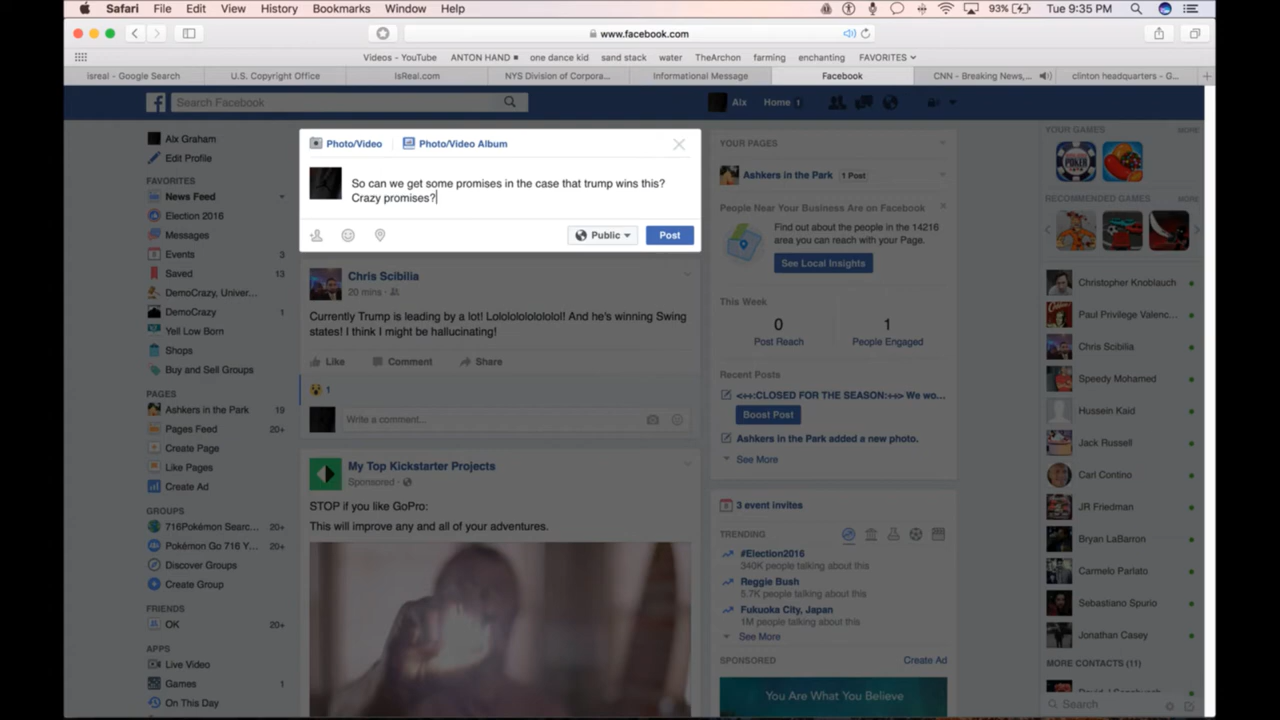 Safari File Edit View History Bookmarks Window Help
93% Tue 9:35 PM
www.facebook.com
Videos - YouTube ANTON HAND one dance kid sand stack water TheArchon farming enchanting FAVORITES
isreal - Google Search U.S. Copyright Office IsReal.com NYS Division of Corpora... Informational Message Facebook CNN - Breaking News,... clinton headquarters - G...
Search Facebook
Alx Home 1
Alx Graham
Edit Profile
FAVORITES
News Feed
Election 2016
Messages
Events 3
Saved 13
DemoCrazy, Univer...
DemoCrazy 1
Yell Low Born
Shops
Buy and Sell Groups
PAGES
Ashkers in the Park 19
Pages Feed 20+
Create Page
Like Pages
Create Ad
GROUPS
716Pokémon Searc... 20+
Pokémon Go 716 Y... 20+
Discover Groups
Create Group
FRIENDS
OK 20+
APPS
Live Video
Games 1
On This Day
Photo/Video Photo/Video Album
So can we get some promises in the case that trump wins this?
Crazy promises?
Public Post
Chris Scibilia
20 mins ·
Currently Trump is leading by a lot! Lolololololololol! And he's winning Swing
states! I think I might be hallucinating!
Like Comment Share
1
Write a comment...
My Top Kickstarter Projects
Sponsored ·
STOP if you like GoPro:
This will improve any and all of your adventures.
YOUR PAGES
Ashkers in the Park 1 Post
People Near Your Business Are on Facebook
Find out about the people in the 14216
area you can reach with your Page.
See Local Insights
This Week
0 1
Post Reach People Engaged
Recent Posts
<++:CLOSED FOR THE SEASON:++> We wo...
Boost Post
Ashkers in the Park added a new photo.
See More
3 event invites
TRENDING
#Election2016
340K people talking about this
Reggie Bush
5.7K people talking about this
Fukuoka City, Japan
1M people talking about this
See More
SPONSORED Create Ad
You Are What You Believe
YOUR GAMES MORE
POKER
RECOMMENDED GAMES MORE
Christopher Knoblauch
Paul Privilege Valenc...
Chris Scibilia
Speedy Mohamed
Hussein Kaid
Jack Russell
Carl Contino
JR Friedman
Bryan LaBarron
Carmelo Parlato
Sebastiano Spurio
Jonathan Casey
MORE CONTACTS (11)
Search